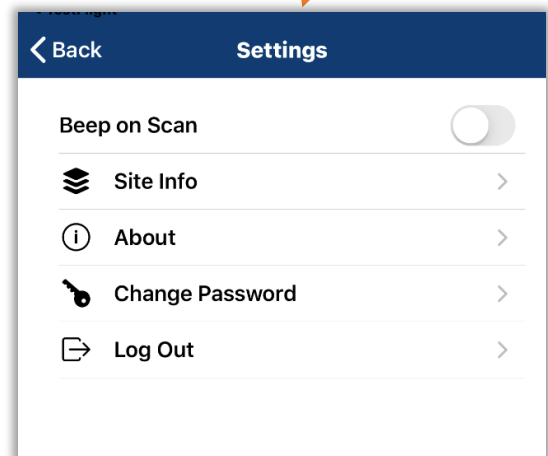 Back
Settings
Beep on Scan
Site Info
About
Change Password
Log Out